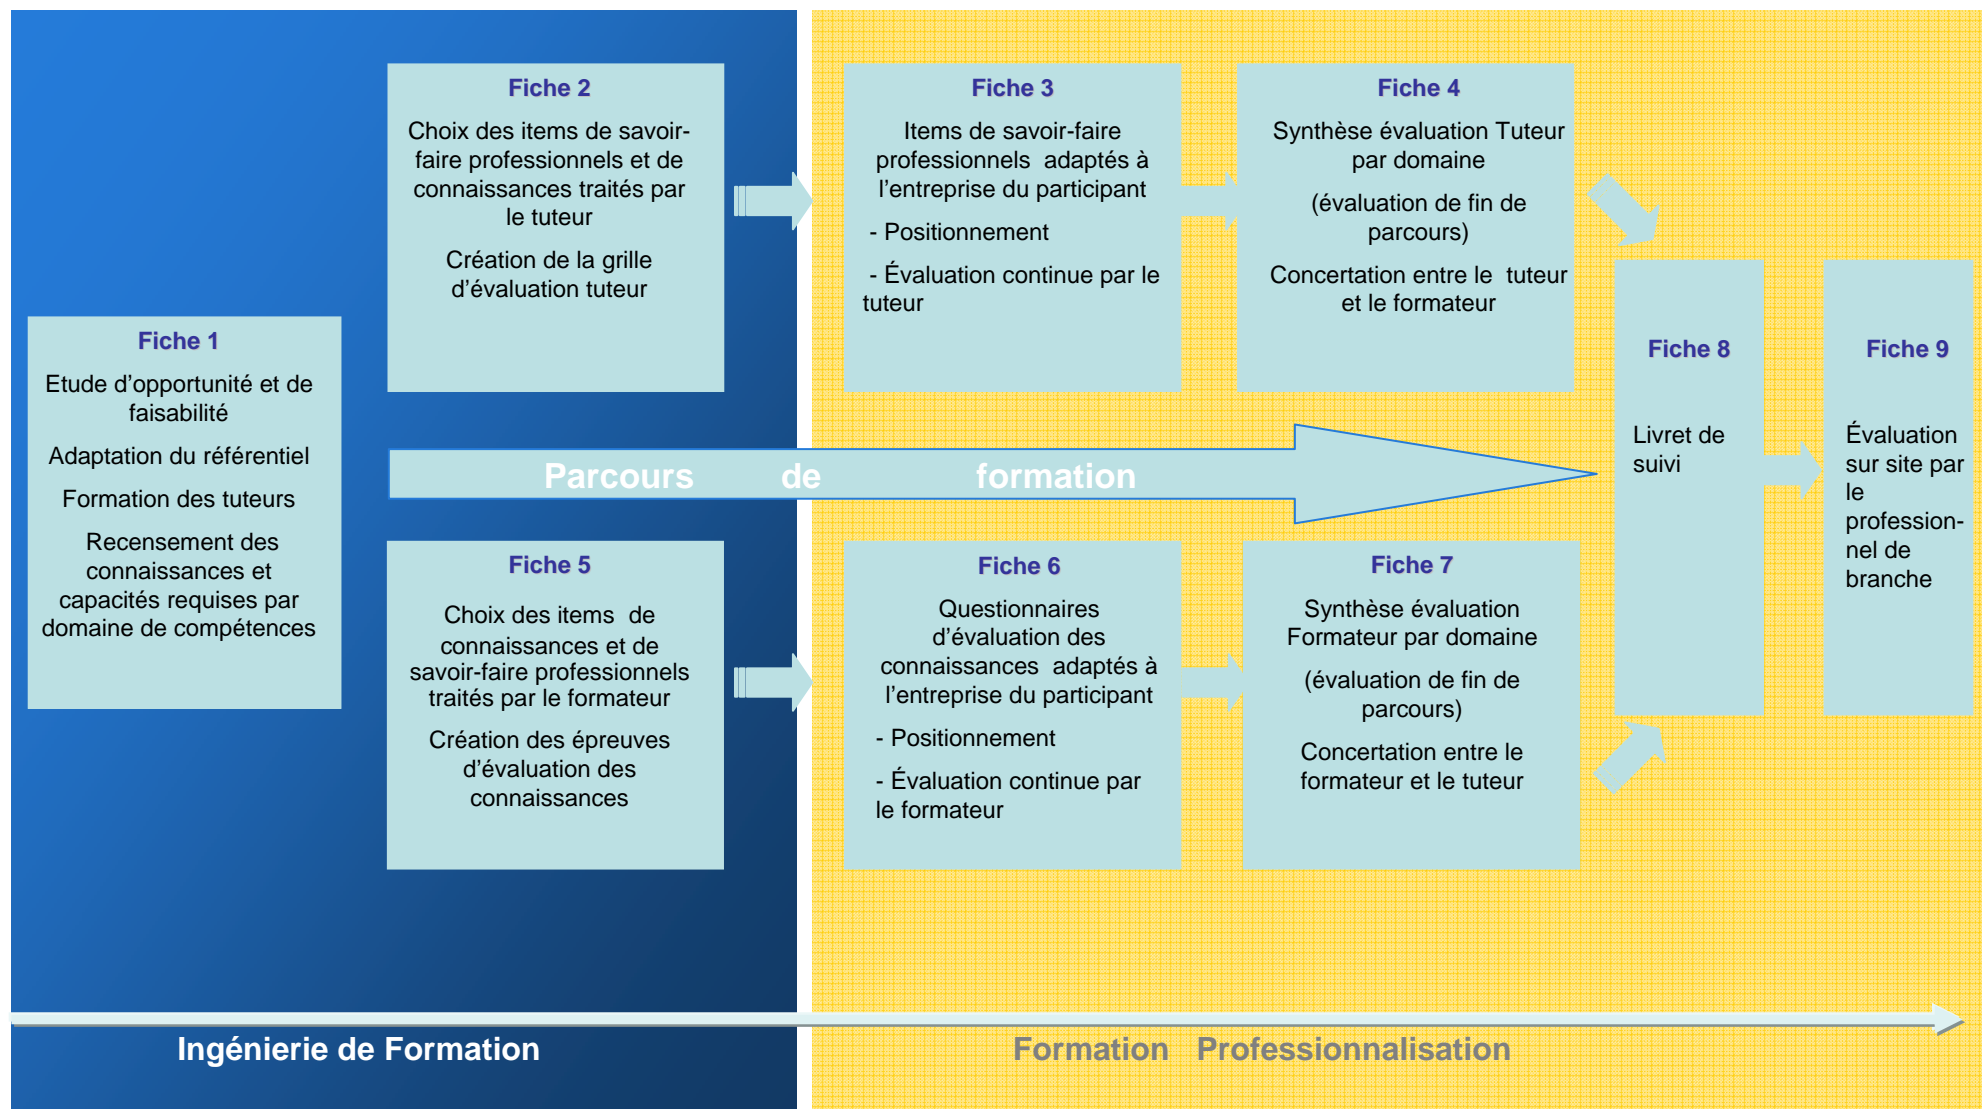 Fiche 1
Etude d’opportunité et de
faisabilité
Adaptation du référentiel
Formation des tuteurs
Recensement des
connaissances et
capacités requises par
domaine de compétences
Fiche 2
Choix des items de savoir-
faire professionnels et de
connaissances traités par
le tuteur
Création de la grille
d’évaluation tuteur
Fiche 3
Items de savoir-faire
professionnels adaptés à
l’entreprise du participant
- Positionnement
- Évaluation continue par le
tuteur
Fiche 4
Synthèse évaluation Tuteur
par domaine
(évaluation de fin de
parcours)
Concertation entre le tuteur
et le formateur
Parcours de formation
Fiche 5
Choix des items de
connaissances et de
savoir-faire professionnels
traités par le formateur
Création des épreuves
d’évaluation des
connaissances
Fiche 6
Questionnaires
d’évaluation des
connaissances adaptés à
l’entreprise du participant
- Positionnement
- Évaluation continue par
le formateur
Fiche 7
Synthèse évaluation
Formateur par domaine
(évaluation de fin de
parcours)
Concertation entre le
formateur et le tuteur
Fiche 8
Livret de
suivi
Fiche 9
Évaluation
sur site par
le
profession-
nel de
branche
Ingénierie de Formation
Formation Professionnalisation